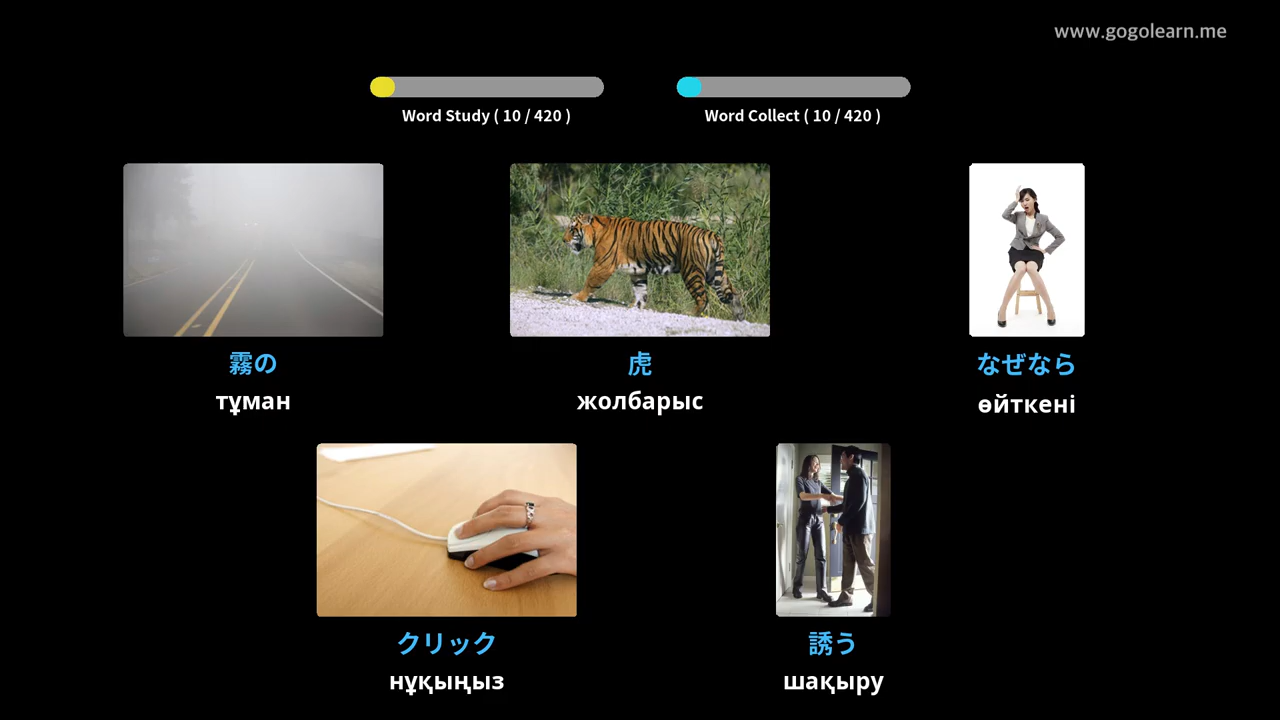 www.gogolearn.me
Word Study ( 10 / 420 )
Word Collect ( 10 / 420 )
霧の
тұман
虎
жолбарыс
なぜなら
өйткені
クリック
нұқыңыз
誘う
шақыру